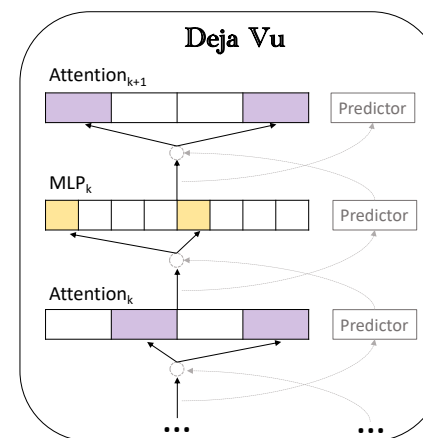 Deja Vu
Attention_{k+1}
Predictor
MLP_k
Predictor
Attention_k
Predictor
... ...